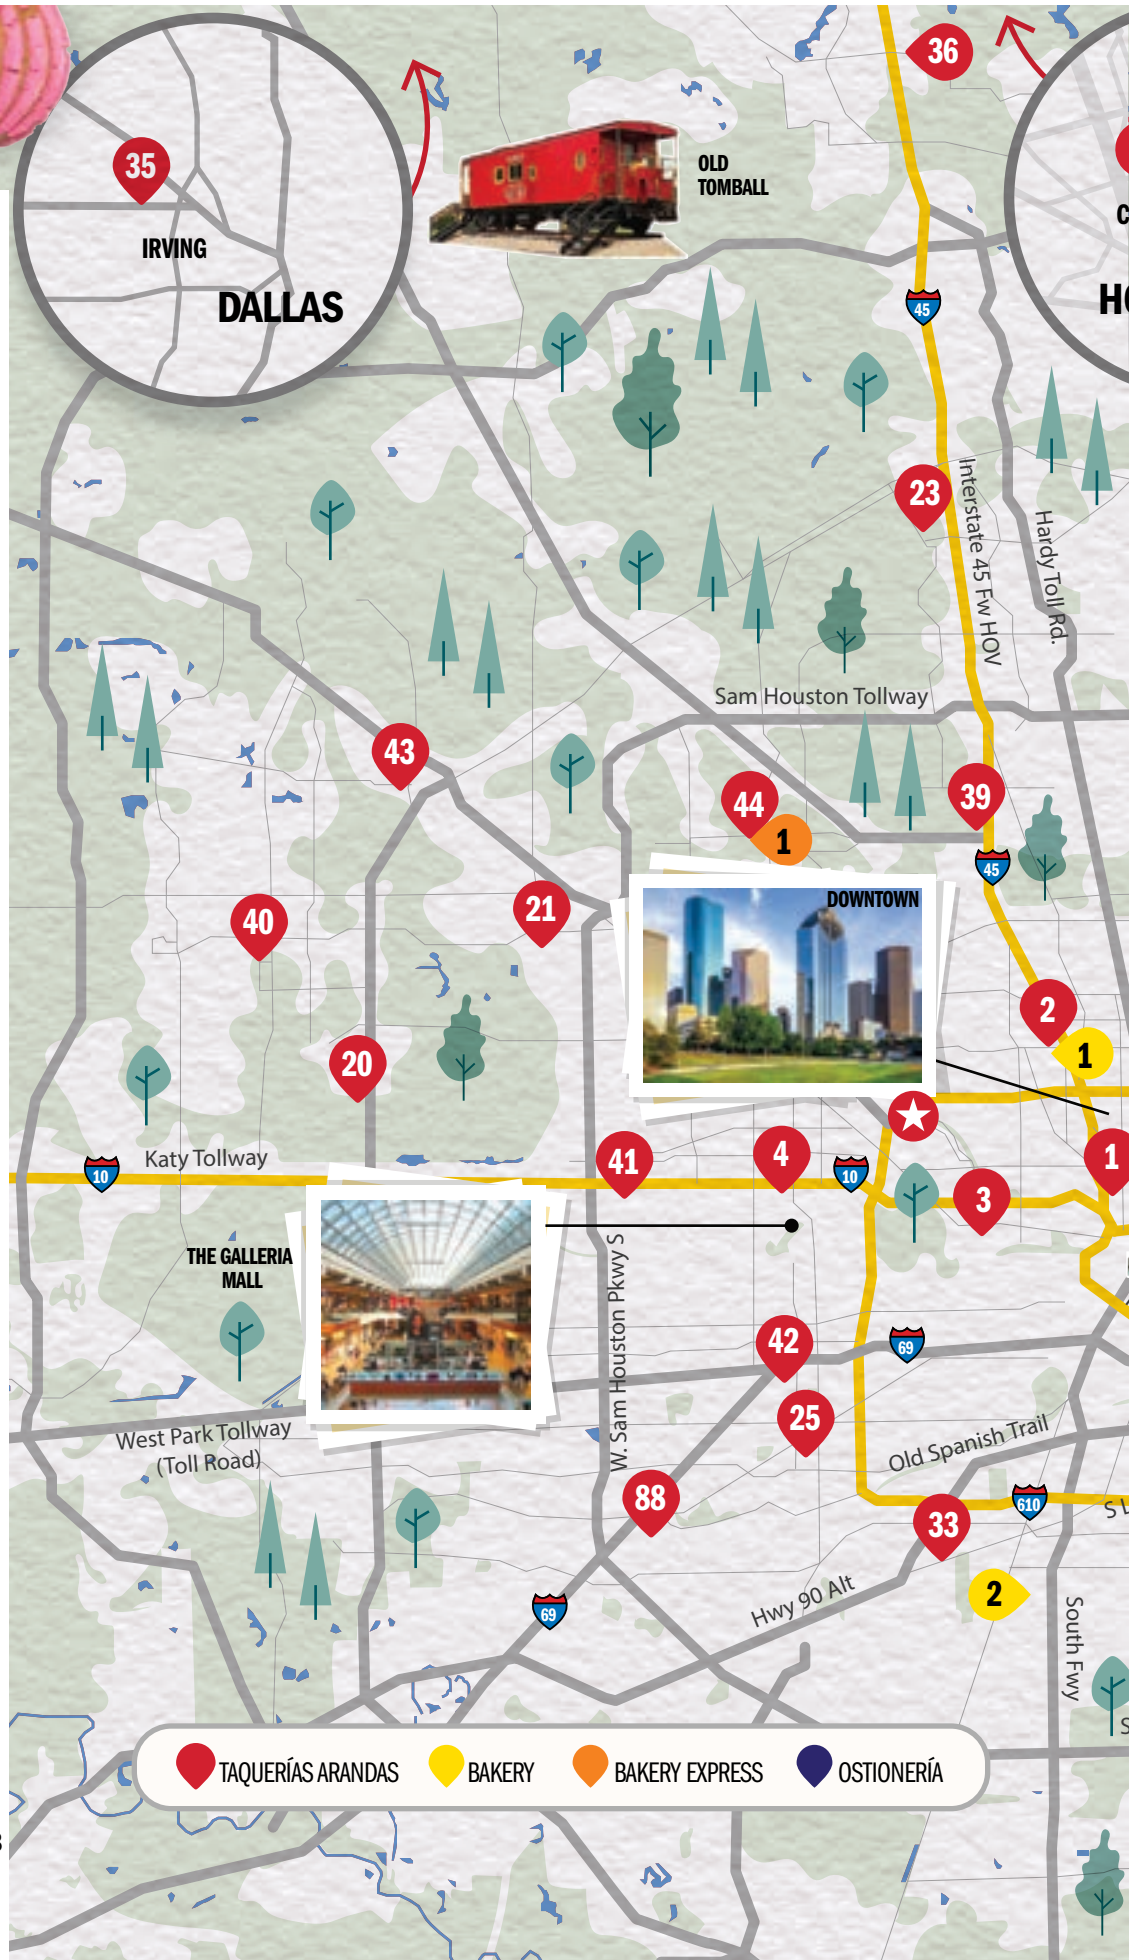 36
35
IRVING
DALLAS
OLD
TOMBALL
C
HO
45
23
Interstate 45 Fw HOV
Hardy Toll Rd.
Sam Houston Tollway
43
44
1
39
45
DOWNTOWN
40
21
2
1
20
Katy Tollway
10
41
4
10
3
1
THE GALLERIA
MALL
W. Sam Houston Pkwy S
42
69
25
West Park Tollway
(Toll Road)
Old Spanish Trail
88
33
610
S L
2
69
Hwy 90 Alt
South Fwy
S
TAQUERÍAS ARANDAS
BAKERY
BAKERY EXPRESS
OSTIONERÍA